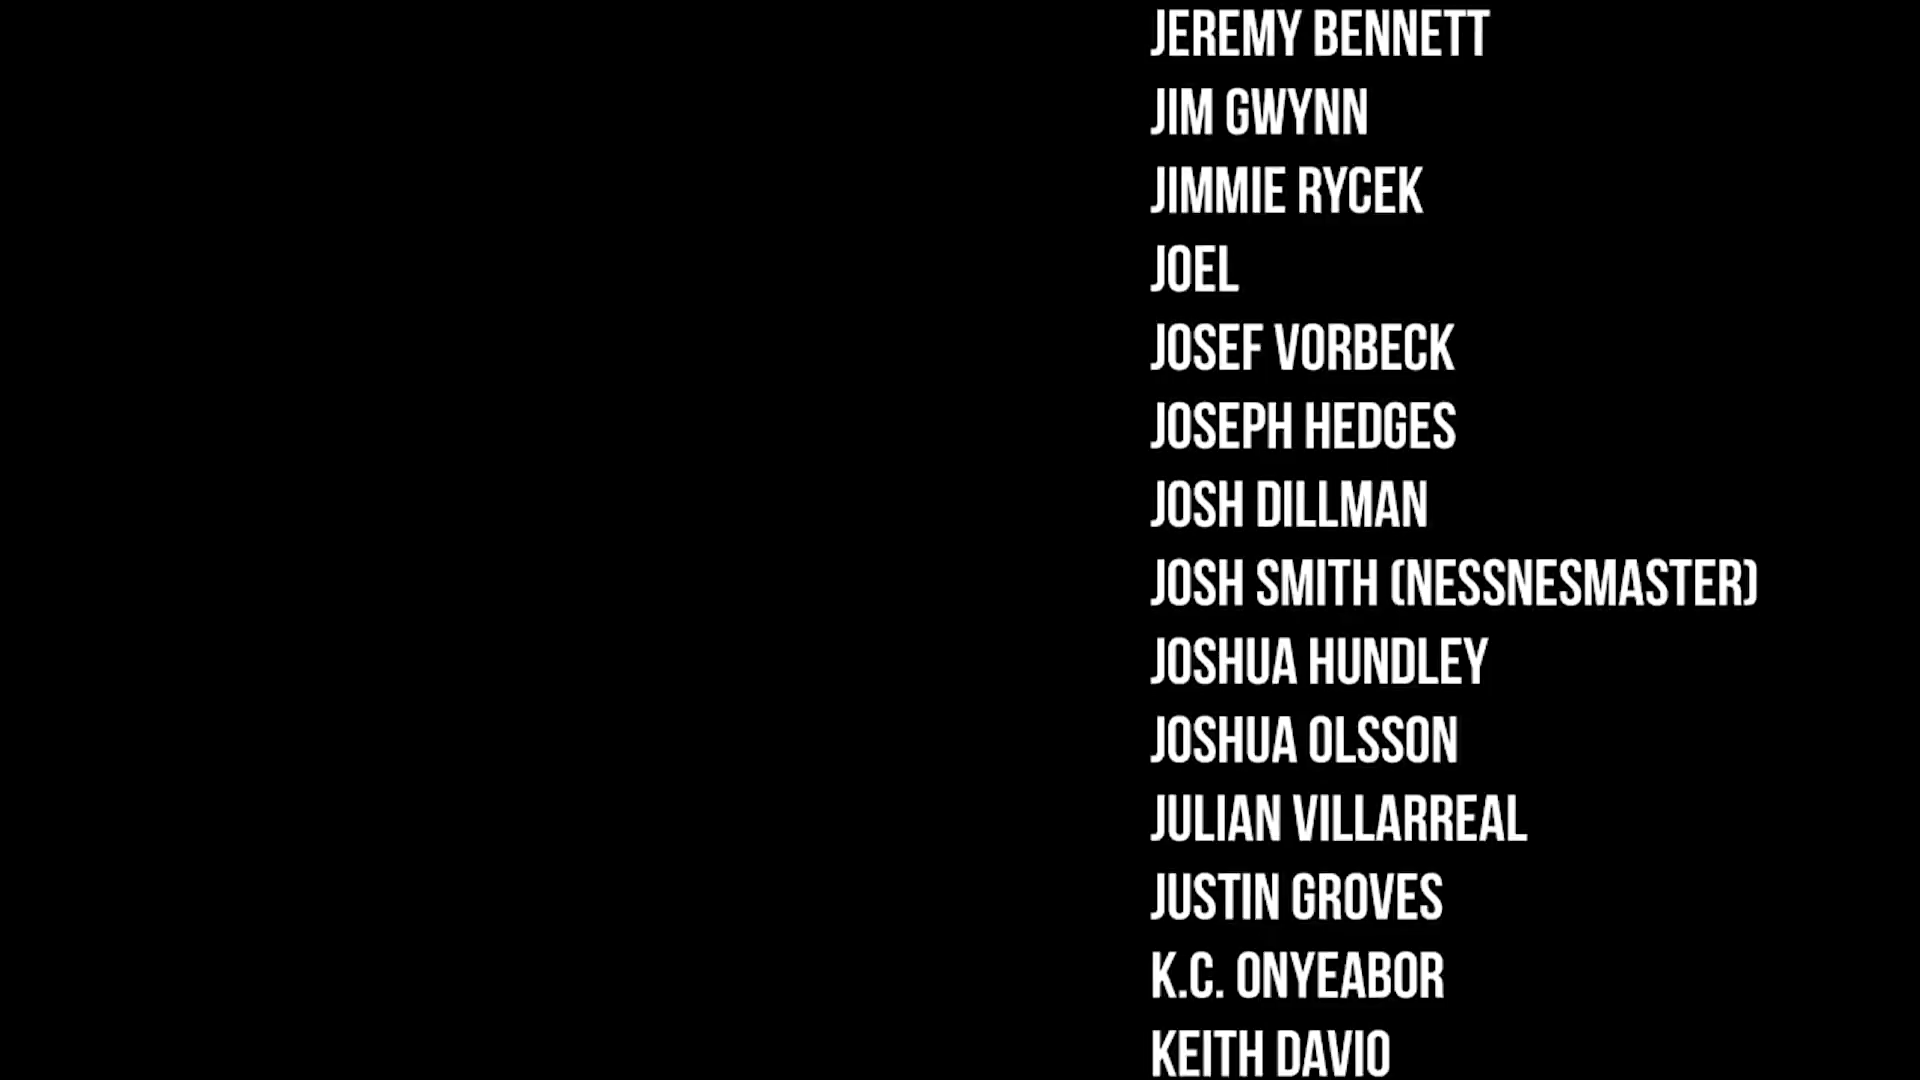 JEREMY BENNETT
JIM GWYNN
JIMMIE RYCEK
JOEL
JOSEF VORBECK
JOSEPH HEDGES
JOSH DILLMAN
JOSH SMITH (NESSNESMASTER)
JOSHUA HUNDLEY
JOSHUA OLSSON
JULIAN VILLARREAL
JUSTIN GROVES
K.C. ONYEABOR
KEITH DAVIO